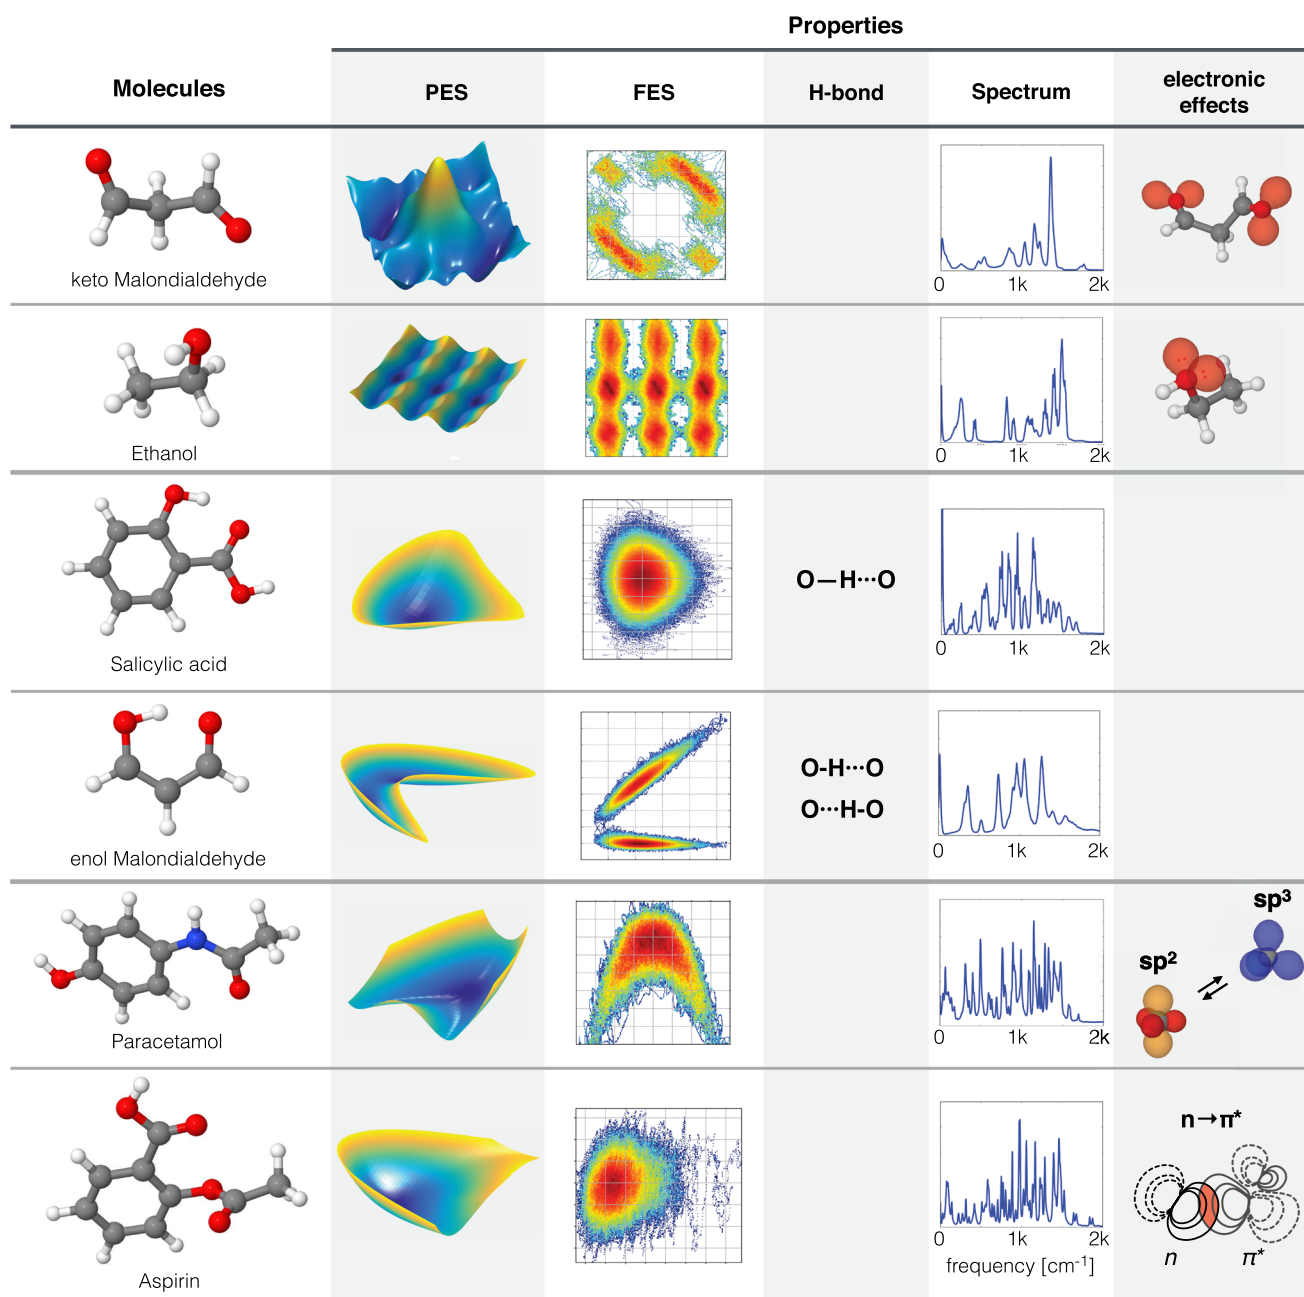 Properties
Molecules
PES
FES
H-bond
Spectrum
electronic
effects
keto Malondialdehyde
0 1k 2k
Ethanol
0 1k 2k
Salicylic acid
O—H···O
0 1k 2k
enol Malondialdehyde
O-H···O
O···H-O
0 1k 2k
Paracetamol
0 1k 2k
sp³
sp²
Aspirin
0 1k 2k
frequency [cm⁻¹]
n→π*
n π*